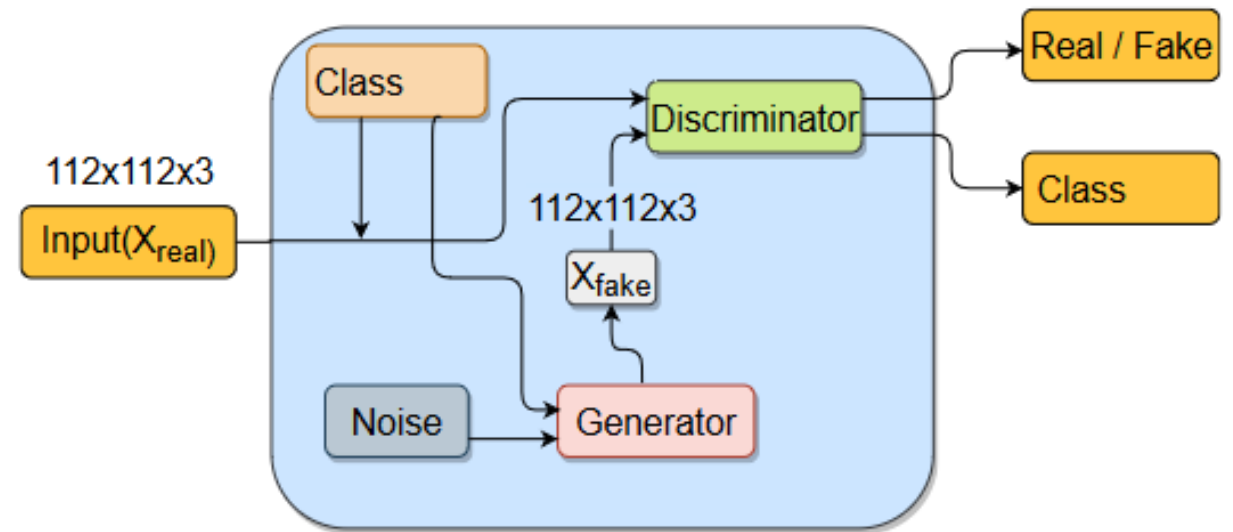 Class
Real / Fake
Discriminator
112x112x3
Input(Xreal)
112x112x3
Class
Xfake
Noise
Generator